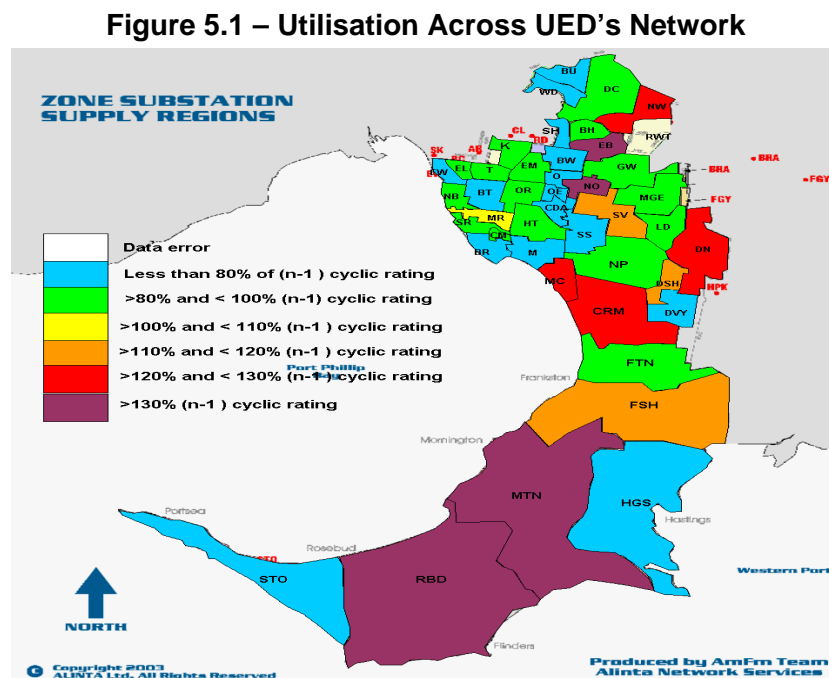 Figure 5.1 – Utilisation Across UED's Network
ZONE SUBSTATION
SUPPLY REGIONS
BU
DC
WD
NW
SH
BH
RWT
EB
CL
RD
AR
K
SK
EL
T
EM
BW
GW
BHA
BHA
EW
O
NO
FGY
NB
BT
OR
OE
MGE
FGY
CDA
MR
SV
SR
HT
LD
CM
SS
DN
BR
M
NP
MC
DSH
HPK
CRM
DVY
Data error
Less than 80% of (n-1 ) cyclic rating
>80% and < 100% (n-1) cyclic rating
>100% and < 110% (n-1 ) cyclic rating
>110% and < 120% (n-1 ) cyclic rating
>120% and < 130% (n-1 ) cyclic rating
>130% (n-1 ) cyclic rating
Port Phillip
Bay
FTN
Frankston
FSH
Mornington
MTN
HGS
Hastings
Portsea
Rosebud
STO
STO
RBD
Western Port
NORTH
Flinders
© Copyright 2003
ALINTA Ltd. All Rights Reserved
Produced by AmFm Team
Alinta Network Services